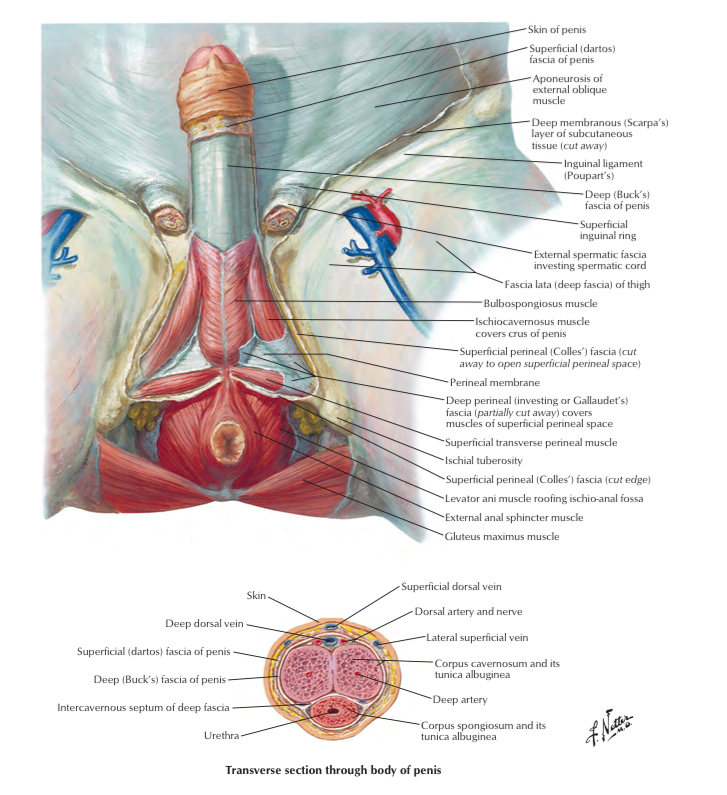 Skin of penis
Superficial (dartos)
fascia of penis
Aponeurosis of
external oblique
muscle
Deep membranous (Scarpa's)
layer of subcutaneous
tissue (cut away)
Inguinal ligament
(Poupart's)
Deep (Buck's)
fascia of penis
Superficial
inguinal ring
External spermatic fascia
investing spermatic cord
Fascia lata (deep fascia) of thigh
Bulbospongiosus muscle
Ischiocavernosus muscle
covers crus of penis
Superficial perineal (Colles') fascia (cut
away to open superficial perineal space)
Perineal membrane
Deep perineal (investing or Gallaudet's)
fascia (partially cut away) covers
muscles of superficial perineal space
Superficial transverse perineal muscle
Ischial tuberosity
Superficial perineal (Colles') fascia (cut edge)
Levator ani muscle roofing ischio-anal fossa
External anal sphincter muscle
Gluteus maximus muscle
Skin
Deep dorsal vein
Superficial (dartos) fascia of penis
Deep (Buck's) fascia of penis
Intercavernous septum of deep fascia
Urethra
Superficial dorsal vein
Dorsal artery and nerve
Lateral superficial vein
Corpus cavernosum and its
tunica albuginea
Deep artery
Corpus spongiosum and its
tunica albuginea
F. Netter
M.D.
Transverse section through body of penis